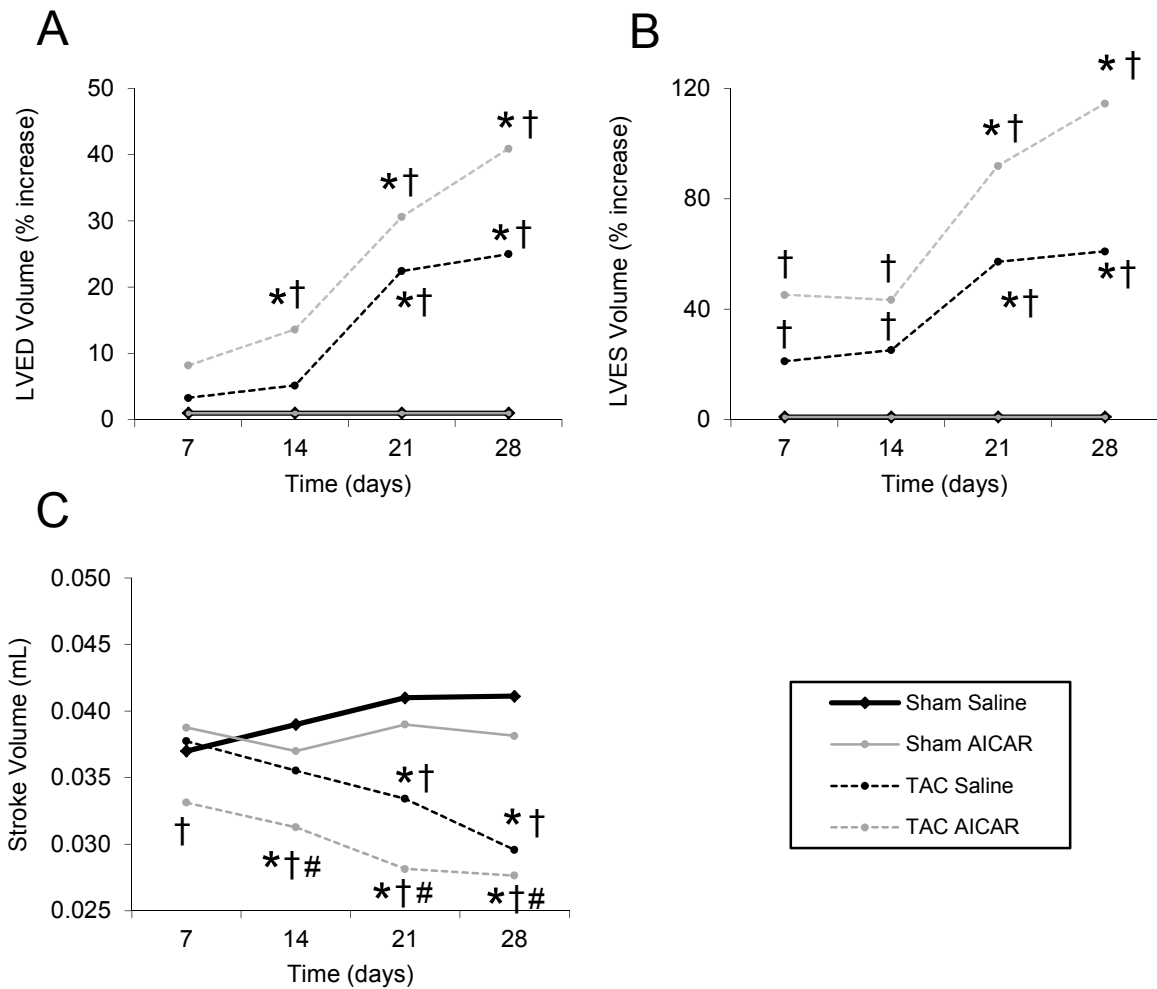 A
LVED Volume (% increase)
50
40
30
20
10
0
*†
*†
*†
*†
*†
7 14 21 28
Time (days)
B
LVES Volume (% increase)
120
80
40
0
*†
*†
†
†
*†
*†
†
†
7 14 21 28
Time (days)
C
Stroke Volume (mL)
0.050
0.045
0.040
0.035
0.030
0.025
*†
*†
†
*†#
*†#
*†#
7 14 21 28
Time (days)
Sham Saline
Sham AICAR
TAC Saline
TAC AICAR